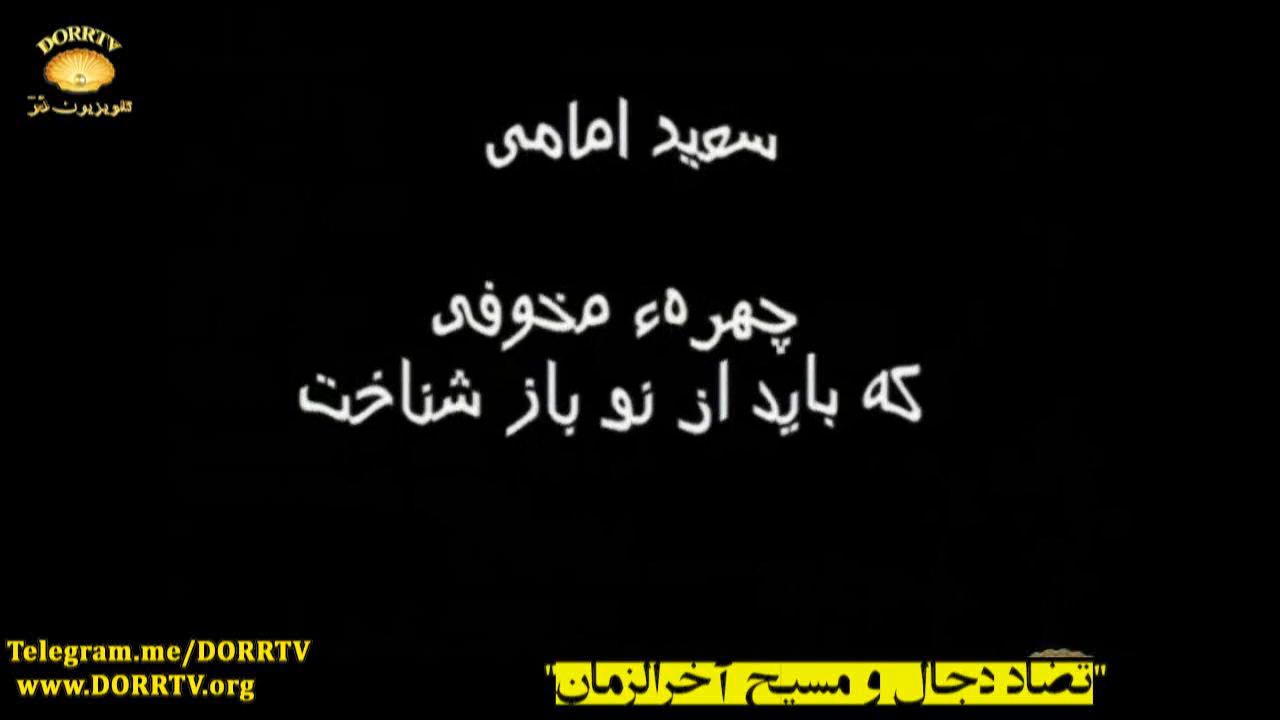 DORRTV
تلویزیون دُرّ
سعید امامی
چهرهء مخوفی
که باید از نو باز شناخت
Telegram.me/DORRTV
www.DORRTV.org
"تضاد دجال و مسیح آخرالزمان"